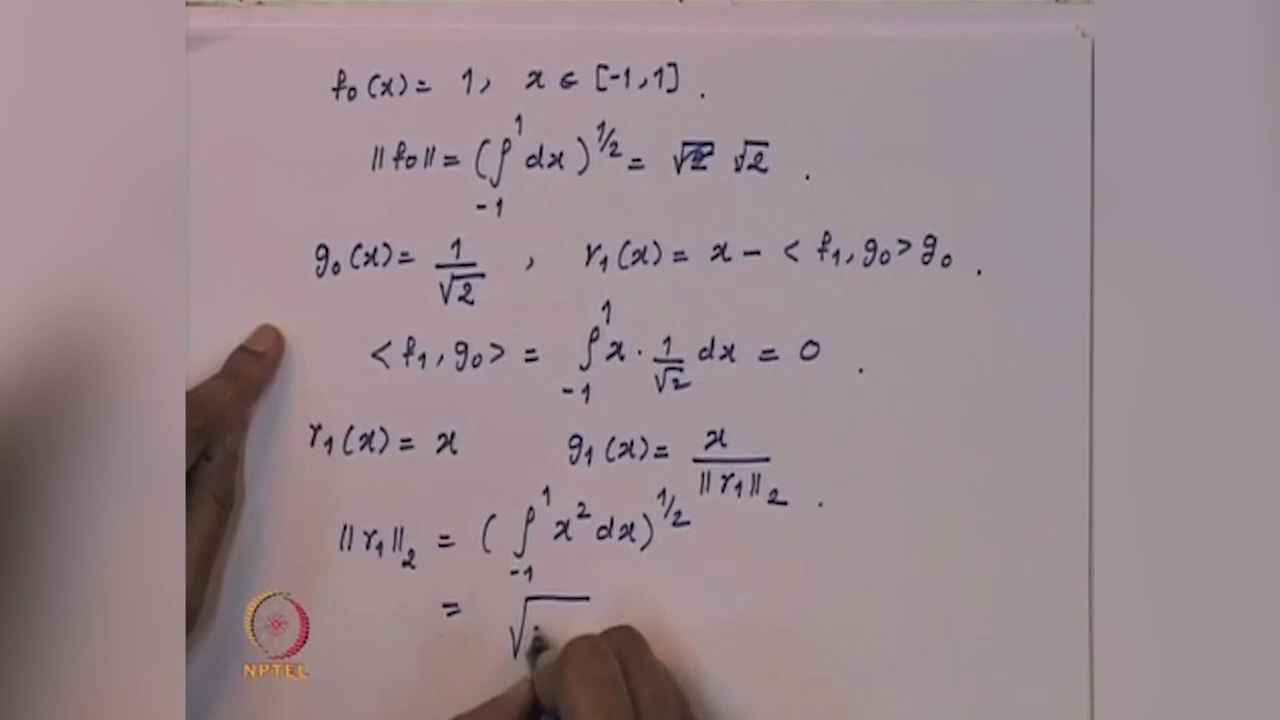 f₀(x) = 1, x ∈ [-1, 1].
||f₀|| = (∫₋₁¹ dx)^{1/2} = √2 √2 .
g₀(x) = 1/√2 , r₁(x) = x - <f₁, g₀> g₀ .
<f₁, g₀> = ∫₋₁¹ x · 1/√2 dx = 0 .
r₁(x) = x g₁(x) = x/||r₁||₂ .
||r₁||₂ = (∫₋₁¹ x² dx)^{1/2}
= √
NPTEL